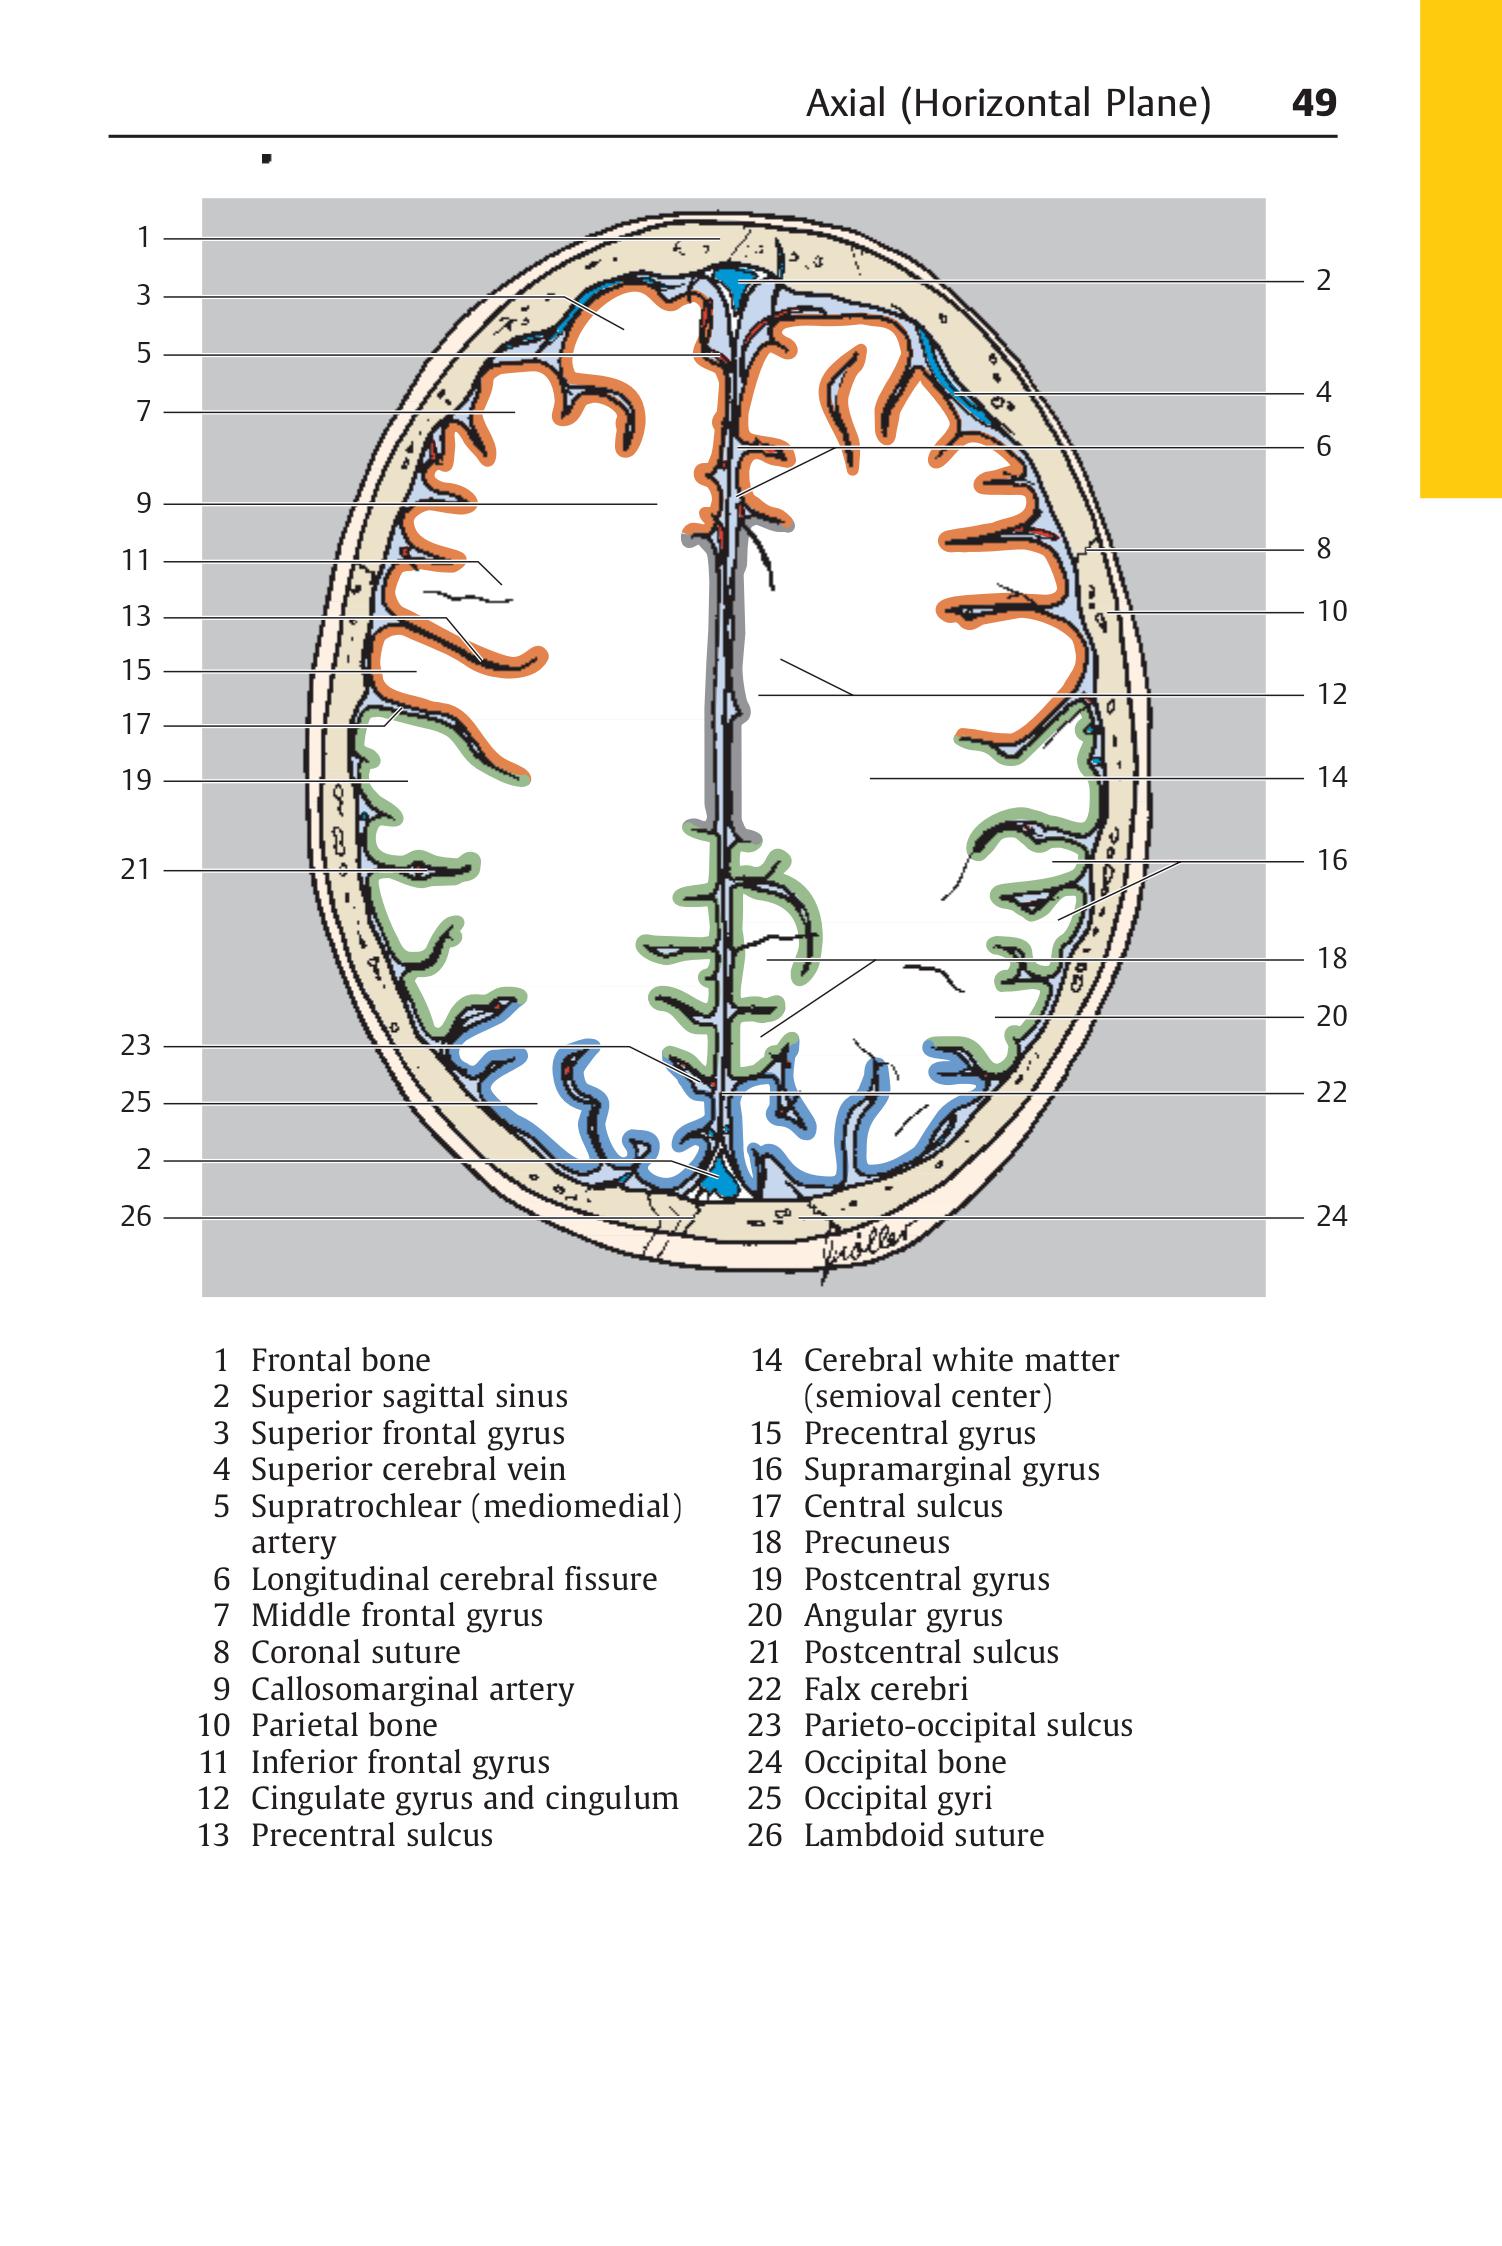 Axial (Horizontal Plane) 49
1
2
3
5
4
7
6
9
8
11
10
13
15
12
17
19
14
16
21
18
20
23
22
25
2
26
24
Möller
1 Frontal bone
2 Superior sagittal sinus
3 Superior frontal gyrus
4 Superior cerebral vein
5 Supratrochlear (mediomedial)
artery
6 Longitudinal cerebral fissure
7 Middle frontal gyrus
8 Coronal suture
9 Callosomarginal artery
10 Parietal bone
11 Inferior frontal gyrus
12 Cingulate gyrus and cingulum
13 Precentral sulcus
14 Cerebral white matter
(semioval center)
15 Precentral gyrus
16 Supramarginal gyrus
17 Central sulcus
18 Precuneus
19 Postcentral gyrus
20 Angular gyrus
21 Postcentral sulcus
22 Falx cerebri
23 Parieto-occipital sulcus
24 Occipital bone
25 Occipital gyri
26 Lambdoid suture